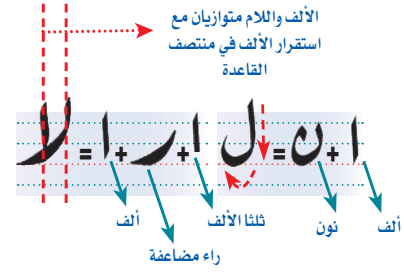 الألف واللام متوازيان مع
استقرار الألف في منتصف
القاعدة
ا + ن = ل
ا + ر + ا = لا
ألف
نون
ثلثا الألف
راء مضاعفة
ألف